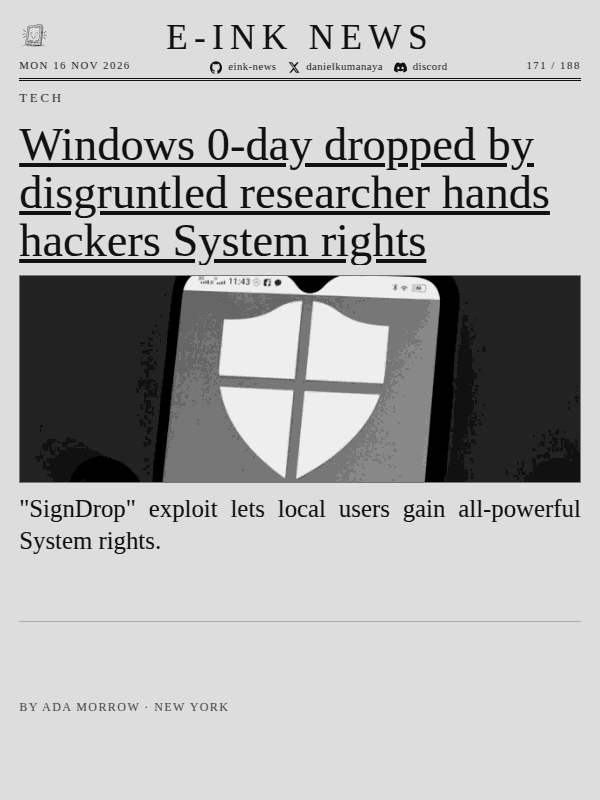 E-INK NEWS
MON 16 NOV 2026
eink-news danielkumanaya discord
171 / 188
TECH
Windows 0-day dropped by
disgruntled researcher hands
hackers System rights
11:43
"SignDrop" exploit lets local users gain all-powerful
System rights.
BY ADA MORROW · NEW YORK